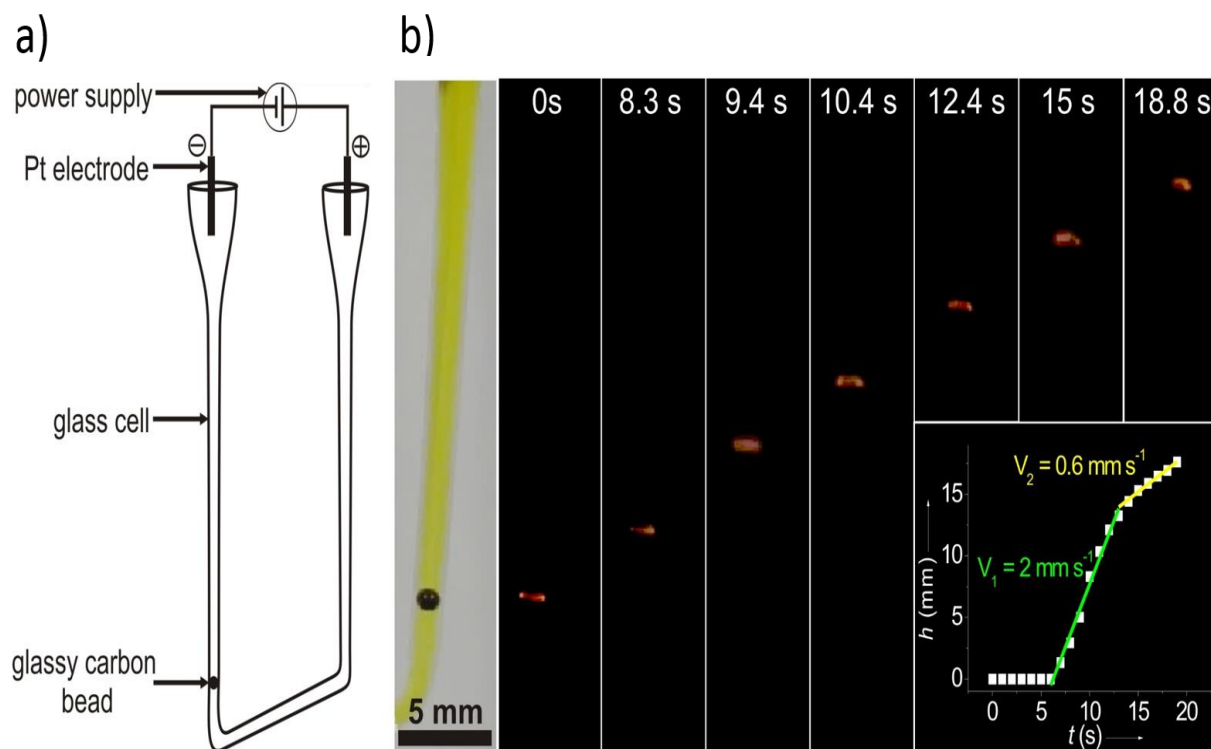 a)
power supply
⊖
⊕
Pt electrode
glass cell
glassy carbon
bead
b)
5 mm
0s
8.3 s
9.4 s
10.4 s
12.4 s
15 s
18.8 s
V₂ = 0.6 mm s⁻¹
V₁ = 2 mm s⁻¹
h (mm)
15
10
5
0
0 5 10 15 20
t (s)